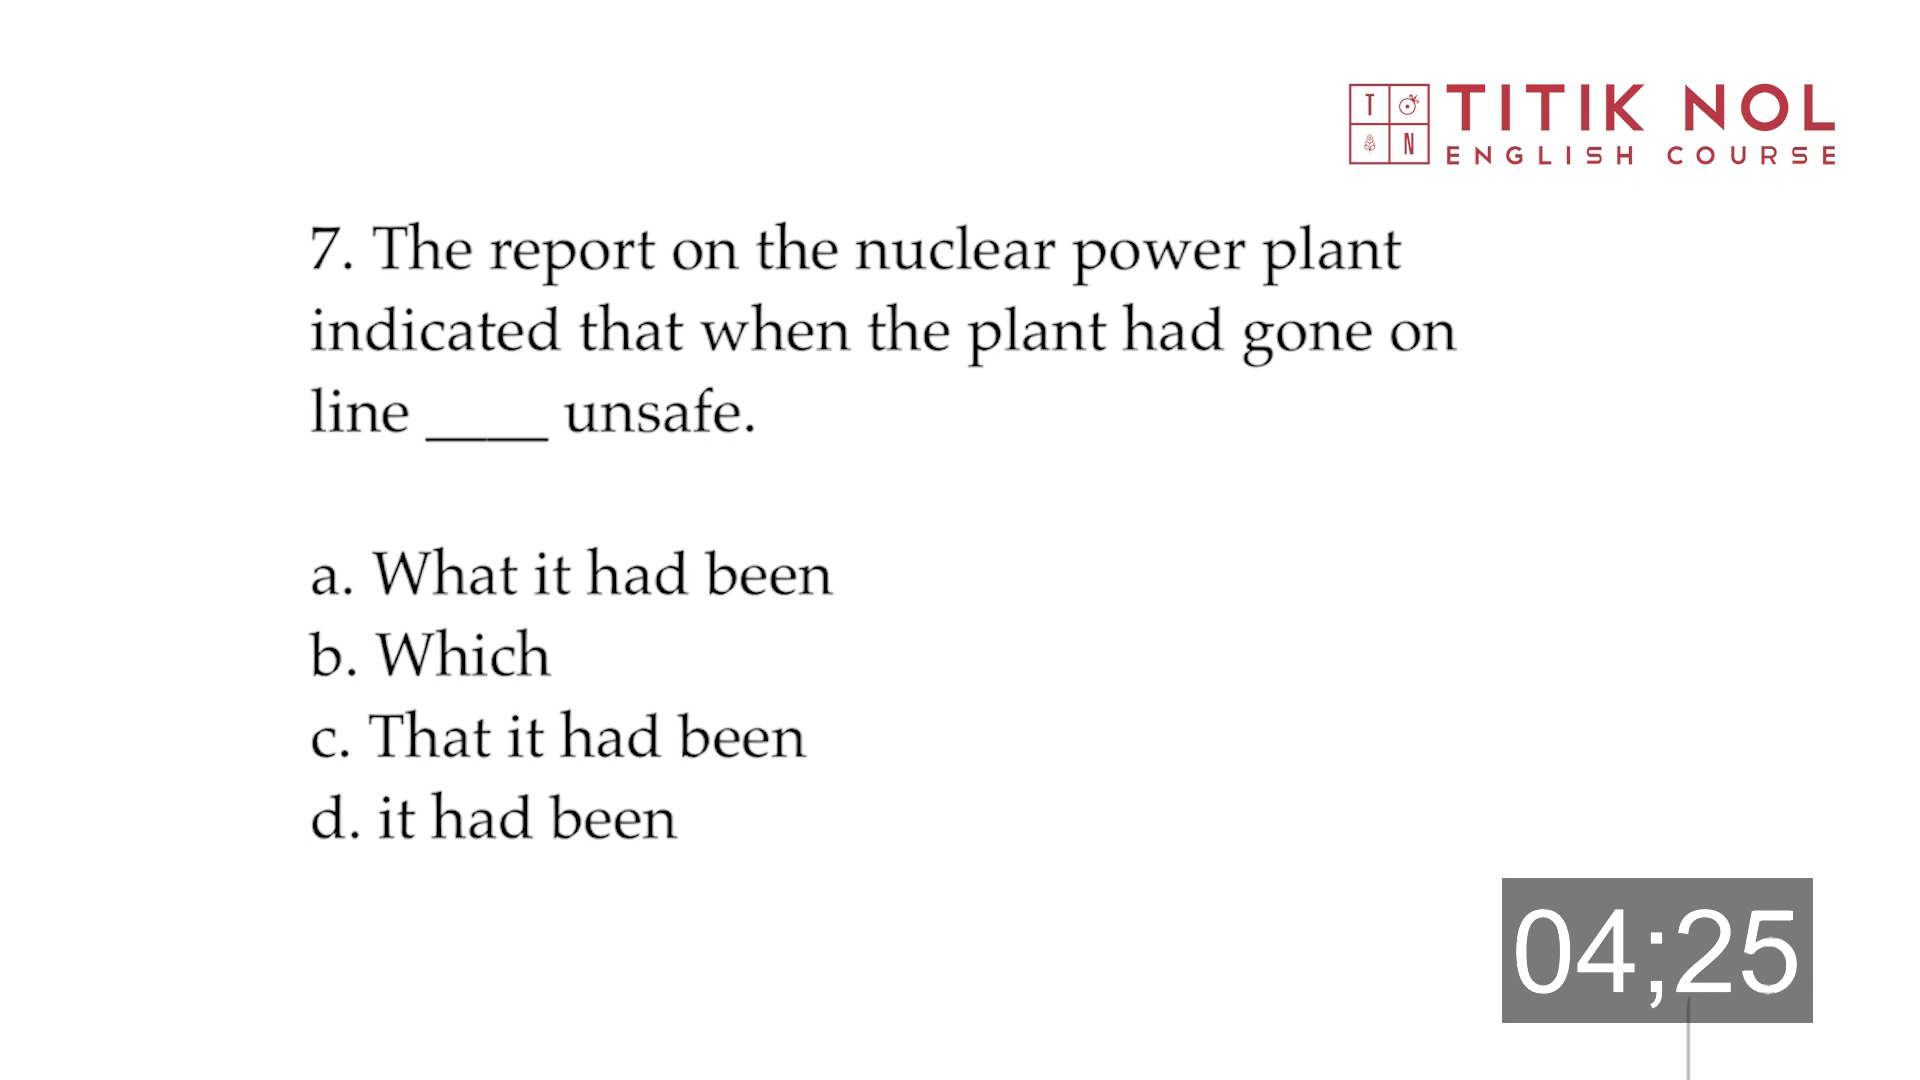 T
N
TITIK NOL
ENGLISH COURSE
7. The report on the nuclear power plant
indicated that when the plant had gone on
line ____ unsafe.
a. What it had been
b. Which
c. That it had been
d. it had been
04;25